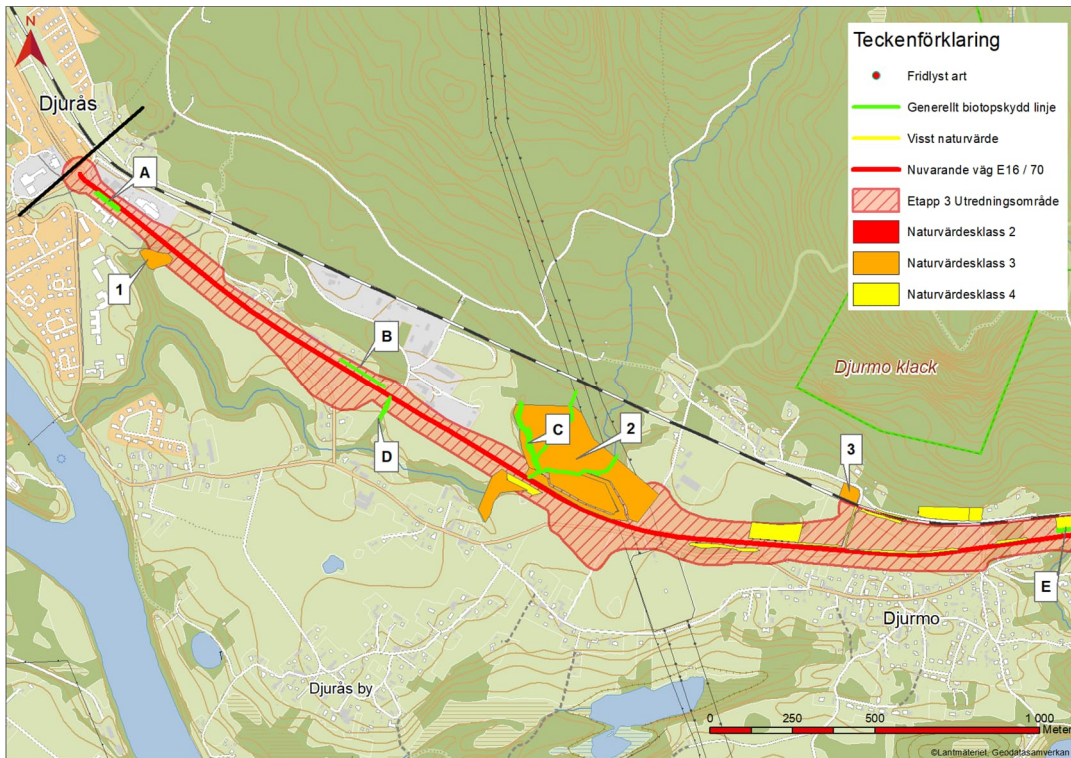 N
Djurås
A
1
B
D
C
2
3
E
Djurmo klack
Djurmo
Djurås by
Teckenförklaring
Fridlyst art
Generellt biotopskydd linje
Visst naturvärde
Nuvarande väg E16 / 70
Etapp 3 Utredningsområde
Naturvärdesklass 2
Naturvärdesklass 3
Naturvärdesklass 4
0 250 500 1 000
Meter
©Lantmäteriet, Geodatasamverkan